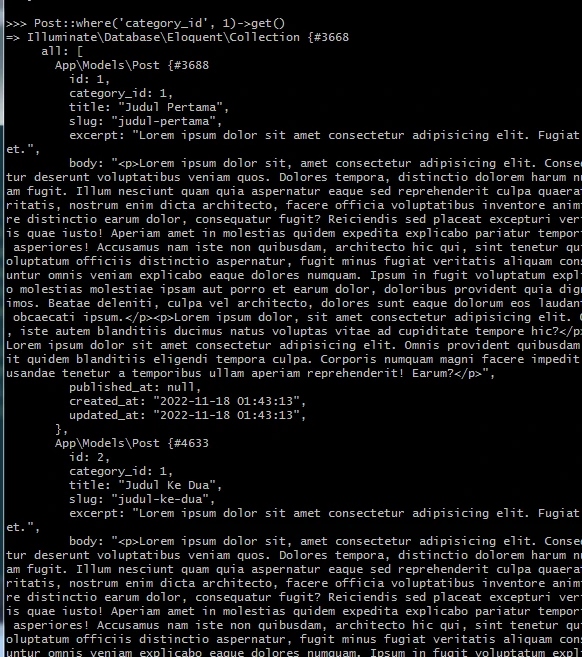 >>> Post::where('category_id', 1)->get()
=> Illuminate\Database\Eloquent\Collection {#3668
all: [
App\Models\Post {#3688
id: 1,
category_id: 1,
title: "Judul Pertama",
slug: "judul-pertama",
excerpt: "Lorem ipsum dolor sit amet consectetur adipisicing elit. Fugiat
et.",
body: "<p>Lorem ipsum dolor sit, amet consectetur adipisicing elit. Conse
tur deserunt voluptatibus veniam quos. Dolores tempora, distinctio dolorem harum n
am fugit. Illum nesciunt quam quia aspernatur eaque sed reprehenderit culpa quaera
ritatis, nostrum enim dicta architecto, facere officia voluptatibus inventore anim
re distinctio earum dolor, consequatur fugit? Reiciendis sed placeat excepturi ver
is quae iusto! Aperiam amet in molestias quidem expedita explicabo pariatur tempor
asperiores! Accusamus nam iste non quibusdam, architecto hic qui, sint tenetur qu
oluptatum officiis distinctio aspernatur, fugit minus fugiat veritatis aliquam cons
untur omnis veniam explicabo eaque dolores numquam. Ipsum in fugit voluptatum expl
o molestias molestiae ipsam aut porro et earum dolor, doloribus provident quia dign
imos. Beatae deleniti, culpa vel architecto, dolores sunt eaque dolorum eos laudan
obcaecati ipsum.</p><p>Lorem ipsum dolor, sit amet consectetur adipisicing elit. C
, iste autem blanditiis ducimus natus voluptas vitae ad cupiditate tempore hic?</p
Lorem ipsum dolor sit amet consectetur adipisicing elit. Omnis provident quibusdam
it quidem blanditiis eligendi tempora culpa. Corporis numquam magni facere impedit
usandae tenetur a temporibus ullam aperiam reprehenderit! Earum?</p>",
published_at: null,
created_at: "2022-11-18 01:43:13",
updated_at: "2022-11-18 01:43:13",
},
App\Models\Post {#4633
id: 2,
category_id: 1,
title: "Judul Ke Dua",
slug: "judul-ke-dua",
excerpt: "Lorem ipsum dolor sit amet consectetur adipisicing elit. Fugiat
et.",
body: "<p>Lorem ipsum dolor sit, amet consectetur adipisicing elit. Conse
tur deserunt voluptatibus veniam quos. Dolores tempora, distinctio dolorem harum n
am fugit. Illum nesciunt quam quia aspernatur eaque sed reprehenderit culpa quaera
ritatis, nostrum enim dicta architecto, facere officia voluptatibus inventore anim
re distinctio earum dolor, consequatur fugit? Reiciendis sed placeat excepturi ver
is quae iusto! Aperiam amet in molestias quidem expedita explicabo pariatur tempor
asperiores! Accusamus nam iste non quibusdam, architecto hic qui, sint tenetur qu
oluptatum officiis distinctio aspernatur, fugit minus fugiat veritatis aliquam cons
untur omnis veniam explicabo eaque dolores numquam. Ipsum in fugit voluptatum expl